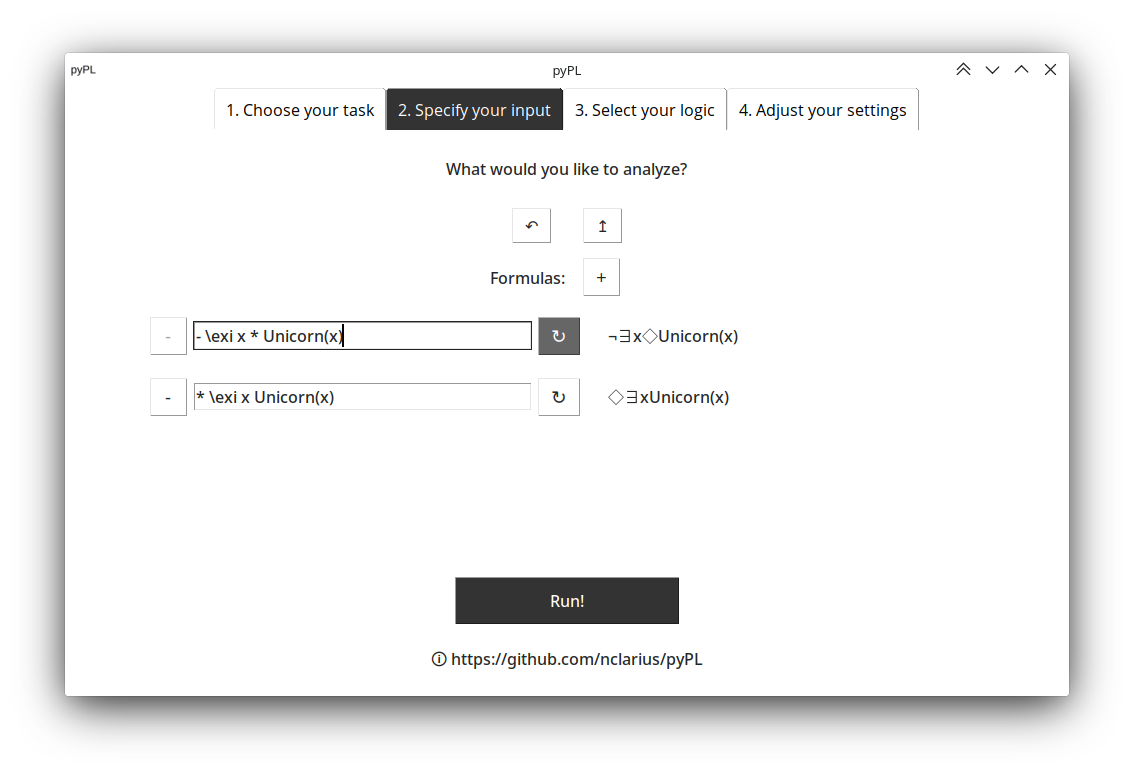 pyPL pyPL
1. Choose your task 2. Specify your input 3. Select your logic 4. Adjust your settings
What would you like to analyze?
↶ ↥
Formulas: +
- - \exi x * Unicorn(x) ↻ ¬∃x◇Unicorn(x)
- * \exi x Unicorn(x) ↻ ◇∃xUnicorn(x)
Run!
ⓘ https://github.com/nclarius/pyPL